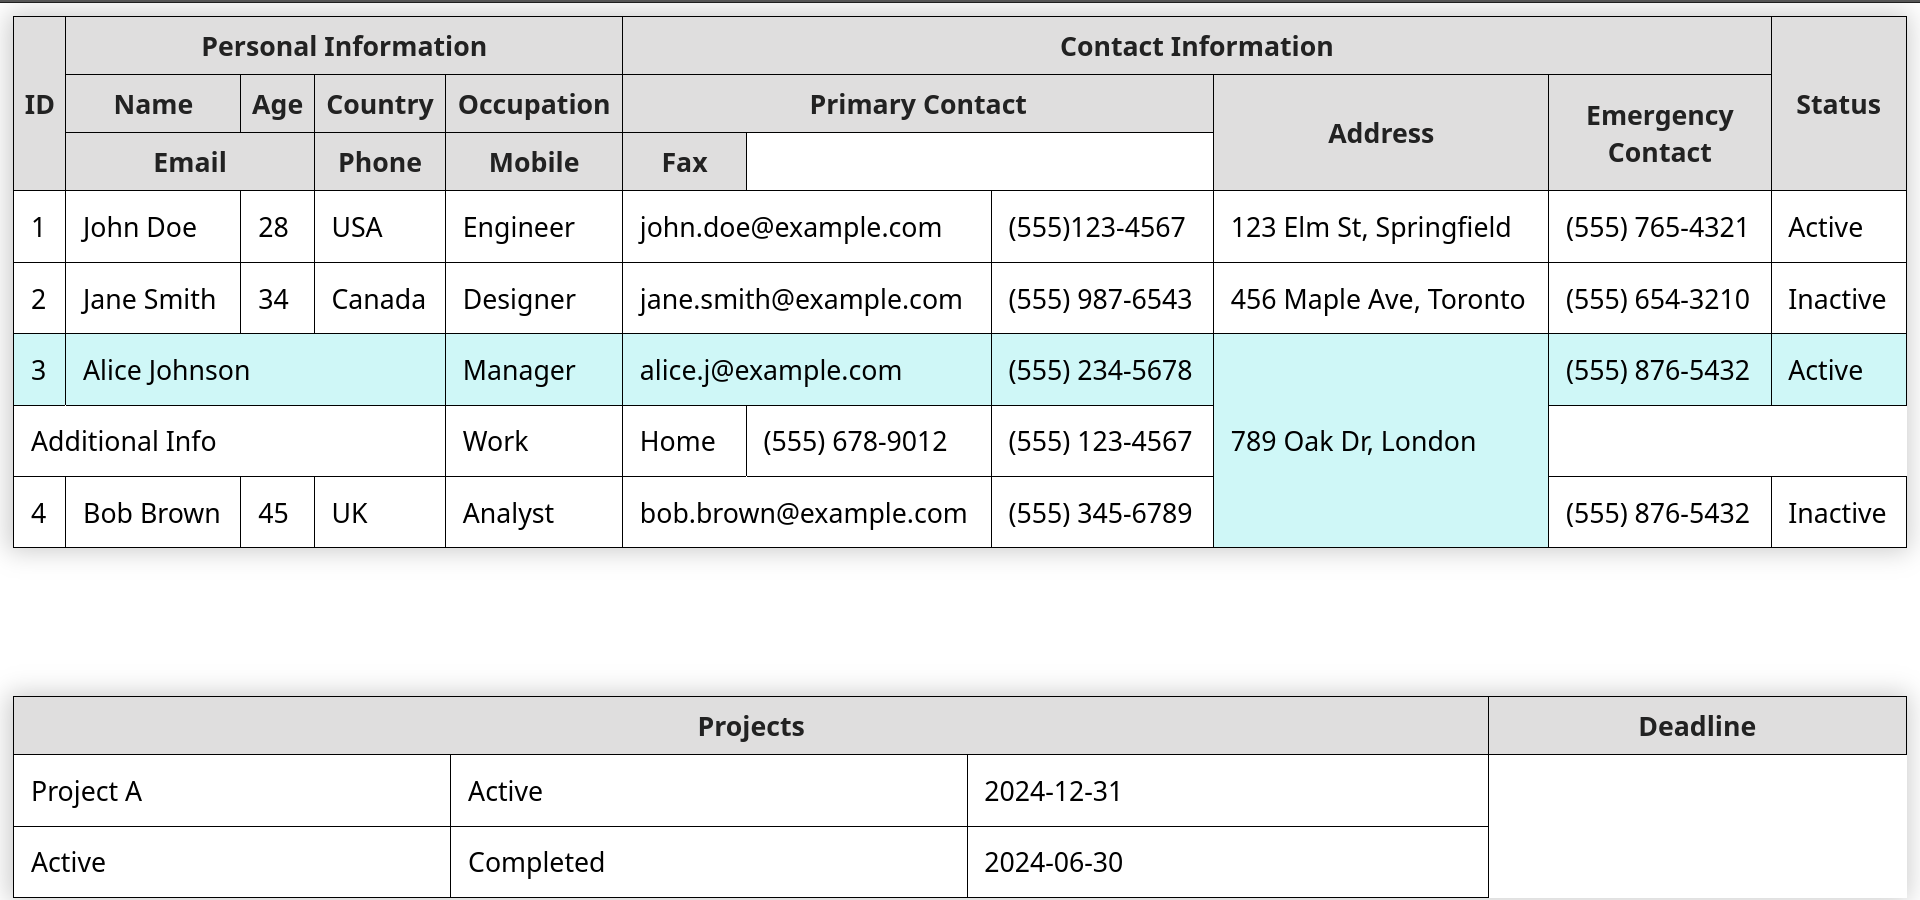 ID Personal Information Contact Information Status
Name Age Country Occupation Primary Contact Address Emergency Contact
Email Phone Mobile Fax
1 John Doe 28 USA Engineer john.doe@example.com (555)123-4567 123 Elm St, Springfield (555) 765-4321 Active
2 Jane Smith 34 Canada Designer jane.smith@example.com (555) 987-6543 456 Maple Ave, Toronto (555) 654-3210 Inactive
3 Alice Johnson Manager alice.j@example.com (555) 234-5678 789 Oak Dr, London (555) 876-5432 Active
Additional Info Work Home (555) 678-9012 (555) 123-4567
4 Bob Brown 45 UK Analyst bob.brown@example.com (555) 345-6789 (555) 876-5432 Inactive
Projects Deadline
Project A Active 2024-12-31
Active Completed 2024-06-30